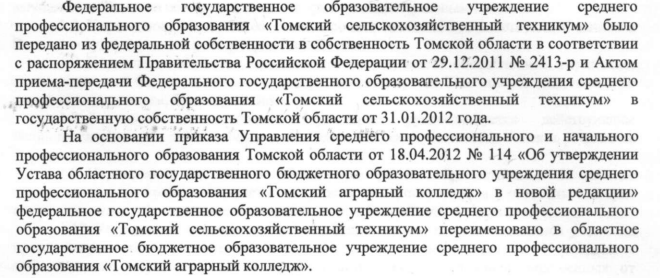 Федеральное государственное образовательное учреждение среднего
профессионального образования «Томский сельскохозяйственный техникум» было
передано из федеральной собственности в собственность Томской области в соответствии
с распоряжением Правительства Российской Федерации от 29.12.2011 № 2413-р и Актом
приема-передачи Федерального государственного образовательного учреждения среднего
профессионального образования «Томский сельскохозяйственный техникум» в
государственную собственность Томской области от 31.01.2012 года.
На основании приказа Управления среднего профессионального и начального
профессионального образования Томской области от 18.04.2012 № 114 «Об утверждении
Устава областного государственного бюджетного образовательного учреждения среднего
профессионального образования «Томский аграрный колледж» в новой редакции»
федеральное государственное образовательное учреждение среднего профессионального
образования «Томский сельскохозяйственный техникум» переименовано в областное
государственное бюджетное образовательное учреждение среднего профессионального
образования «Томский аграрный колледж».